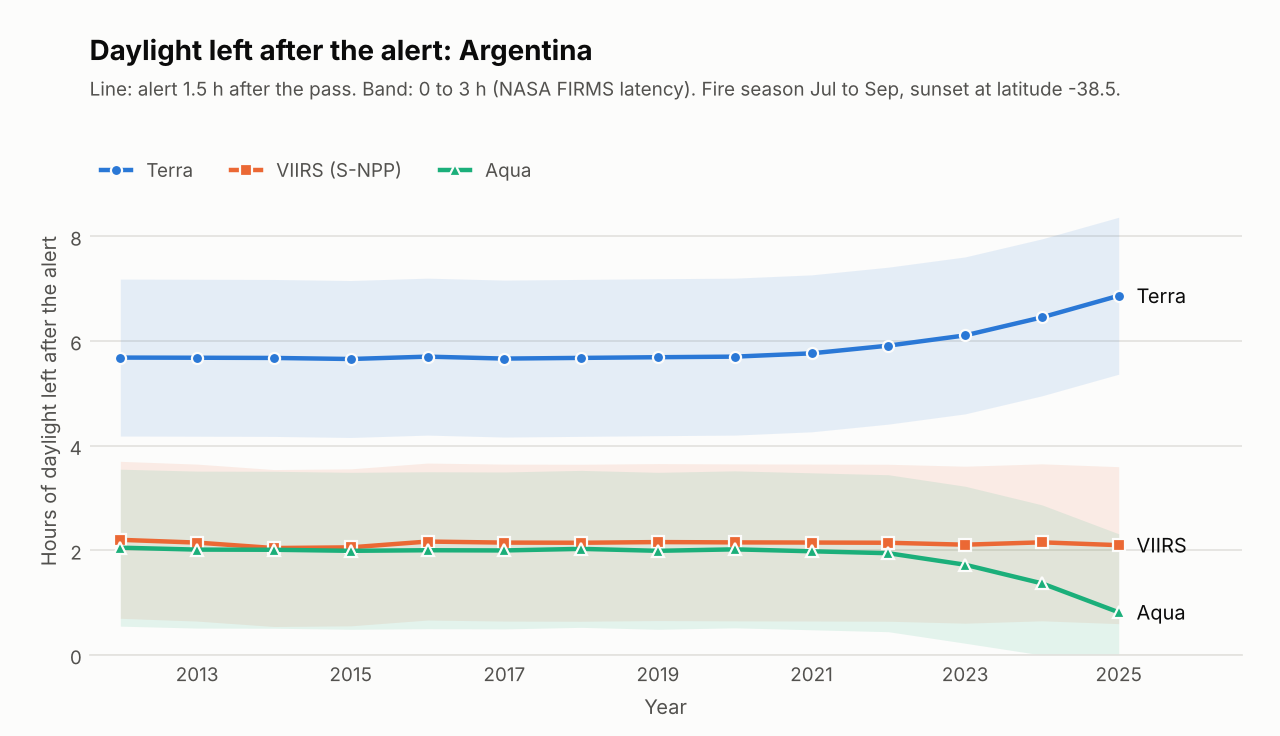 Daylight left after the alert: Argentina
Line: alert 1.5 h after the pass. Band: 0 to 3 h (NASA FIRMS latency). Fire season Jul to Sep, sunset at latitude -38.5.
Terra VIIRS (S-NPP) Aqua
Hours of daylight left after the alert
8
6
4
2
0
Terra
VIIRS
Aqua
2013 2015 2017 2019 2021 2023 2025
Year